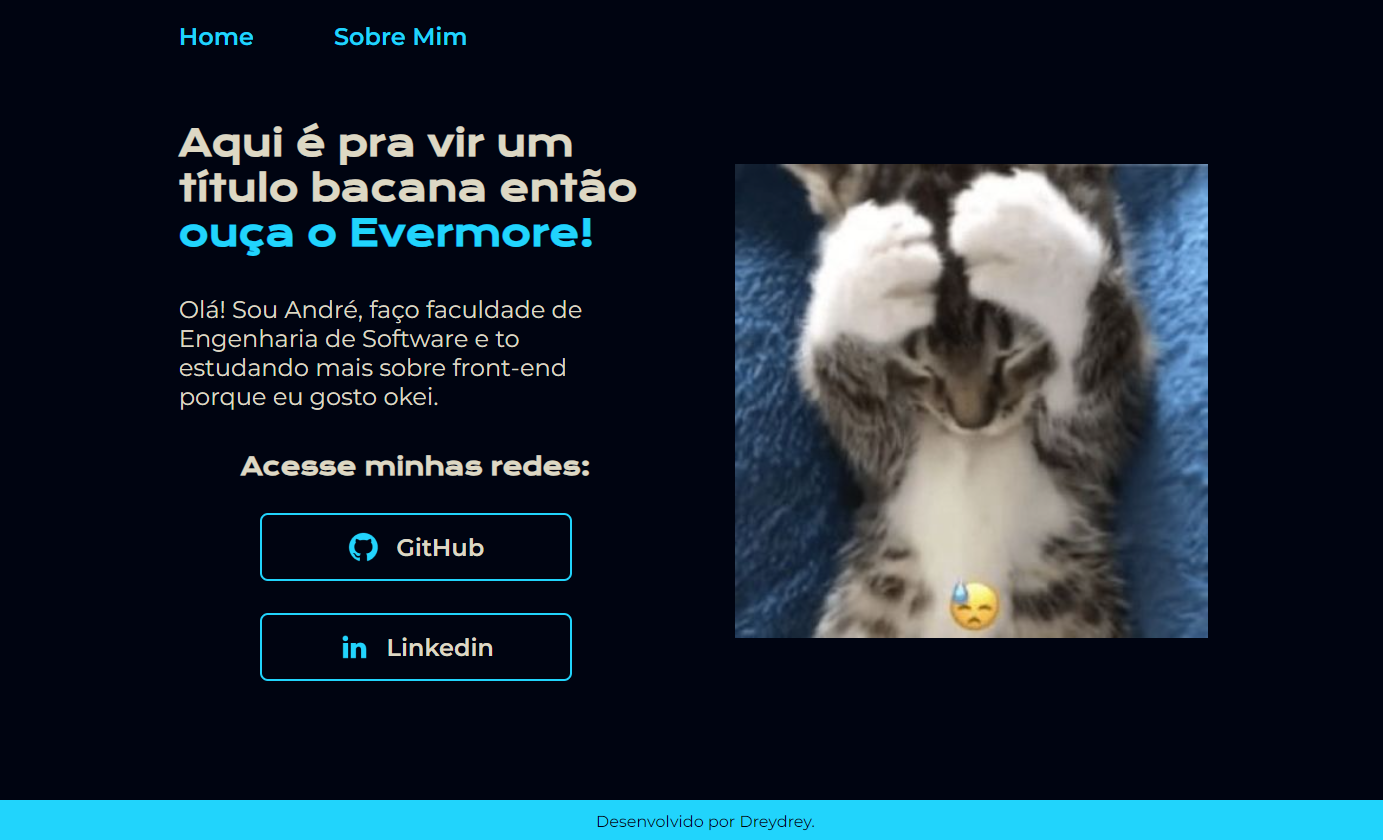 Home
Sobre Mim
Aqui é pra vir um
título bacana então
ouça o Evermore!
Olá! Sou André, faço faculdade de
Engenharia de Software e to
estudando mais sobre front-end
porque eu gosto okei.
Acesse minhas redes:
GitHub
in Linkedin
Desenvolvido por Dreydrey.